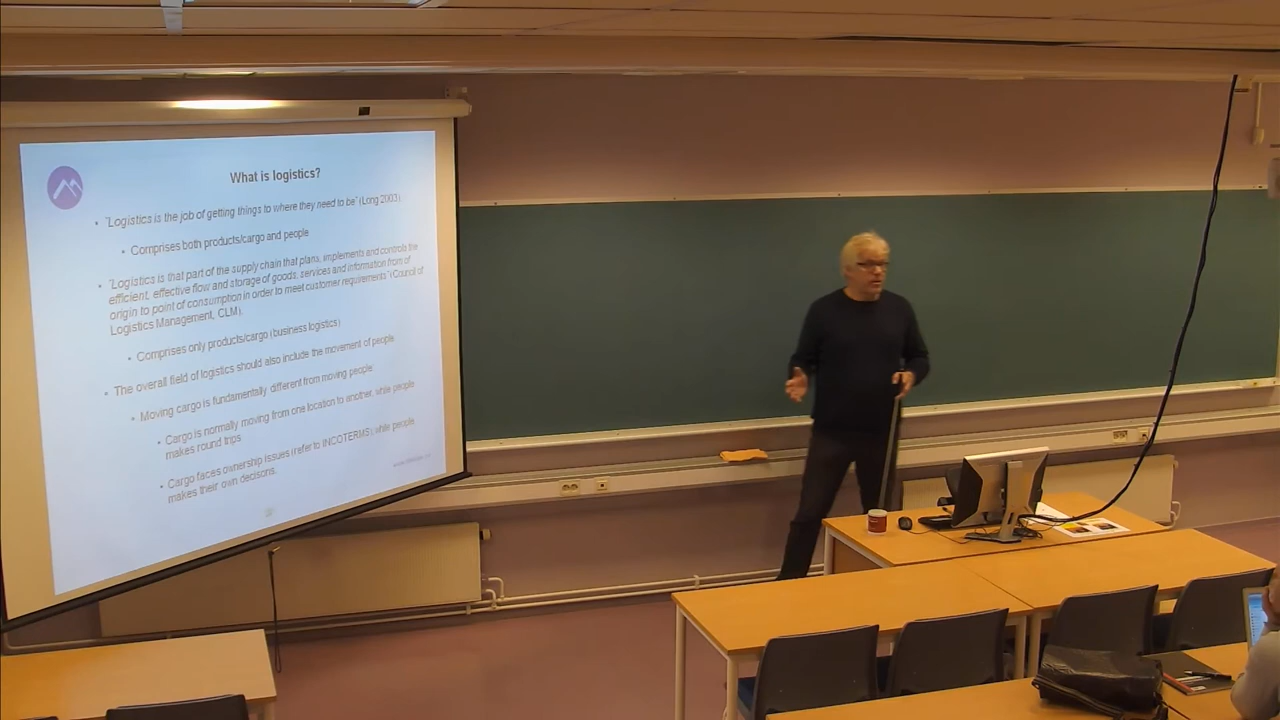 What is logistics?
• "Logistics is the job of getting things to where they need to be" (Long 2003).
• Comprises both products/cargo and people
• "Logistics is that part of the supply chain that plans, implements and controls the
efficient, effective flow and storage of goods, services and information from of
origin to point of consumption in order to meet customer requirements" (Council of
Logistics Management, CLM).
• Comprises only products/cargo (business logistics)
• The overall field of logistics should also include the movement of people.
• Moving cargo is fundamentally different from moving people:
• Cargo is normally moving from one location to another, while people
makes round trips
• Cargo faces ownership issues (refer to INCOTERMS), while people
makes their own decisions.